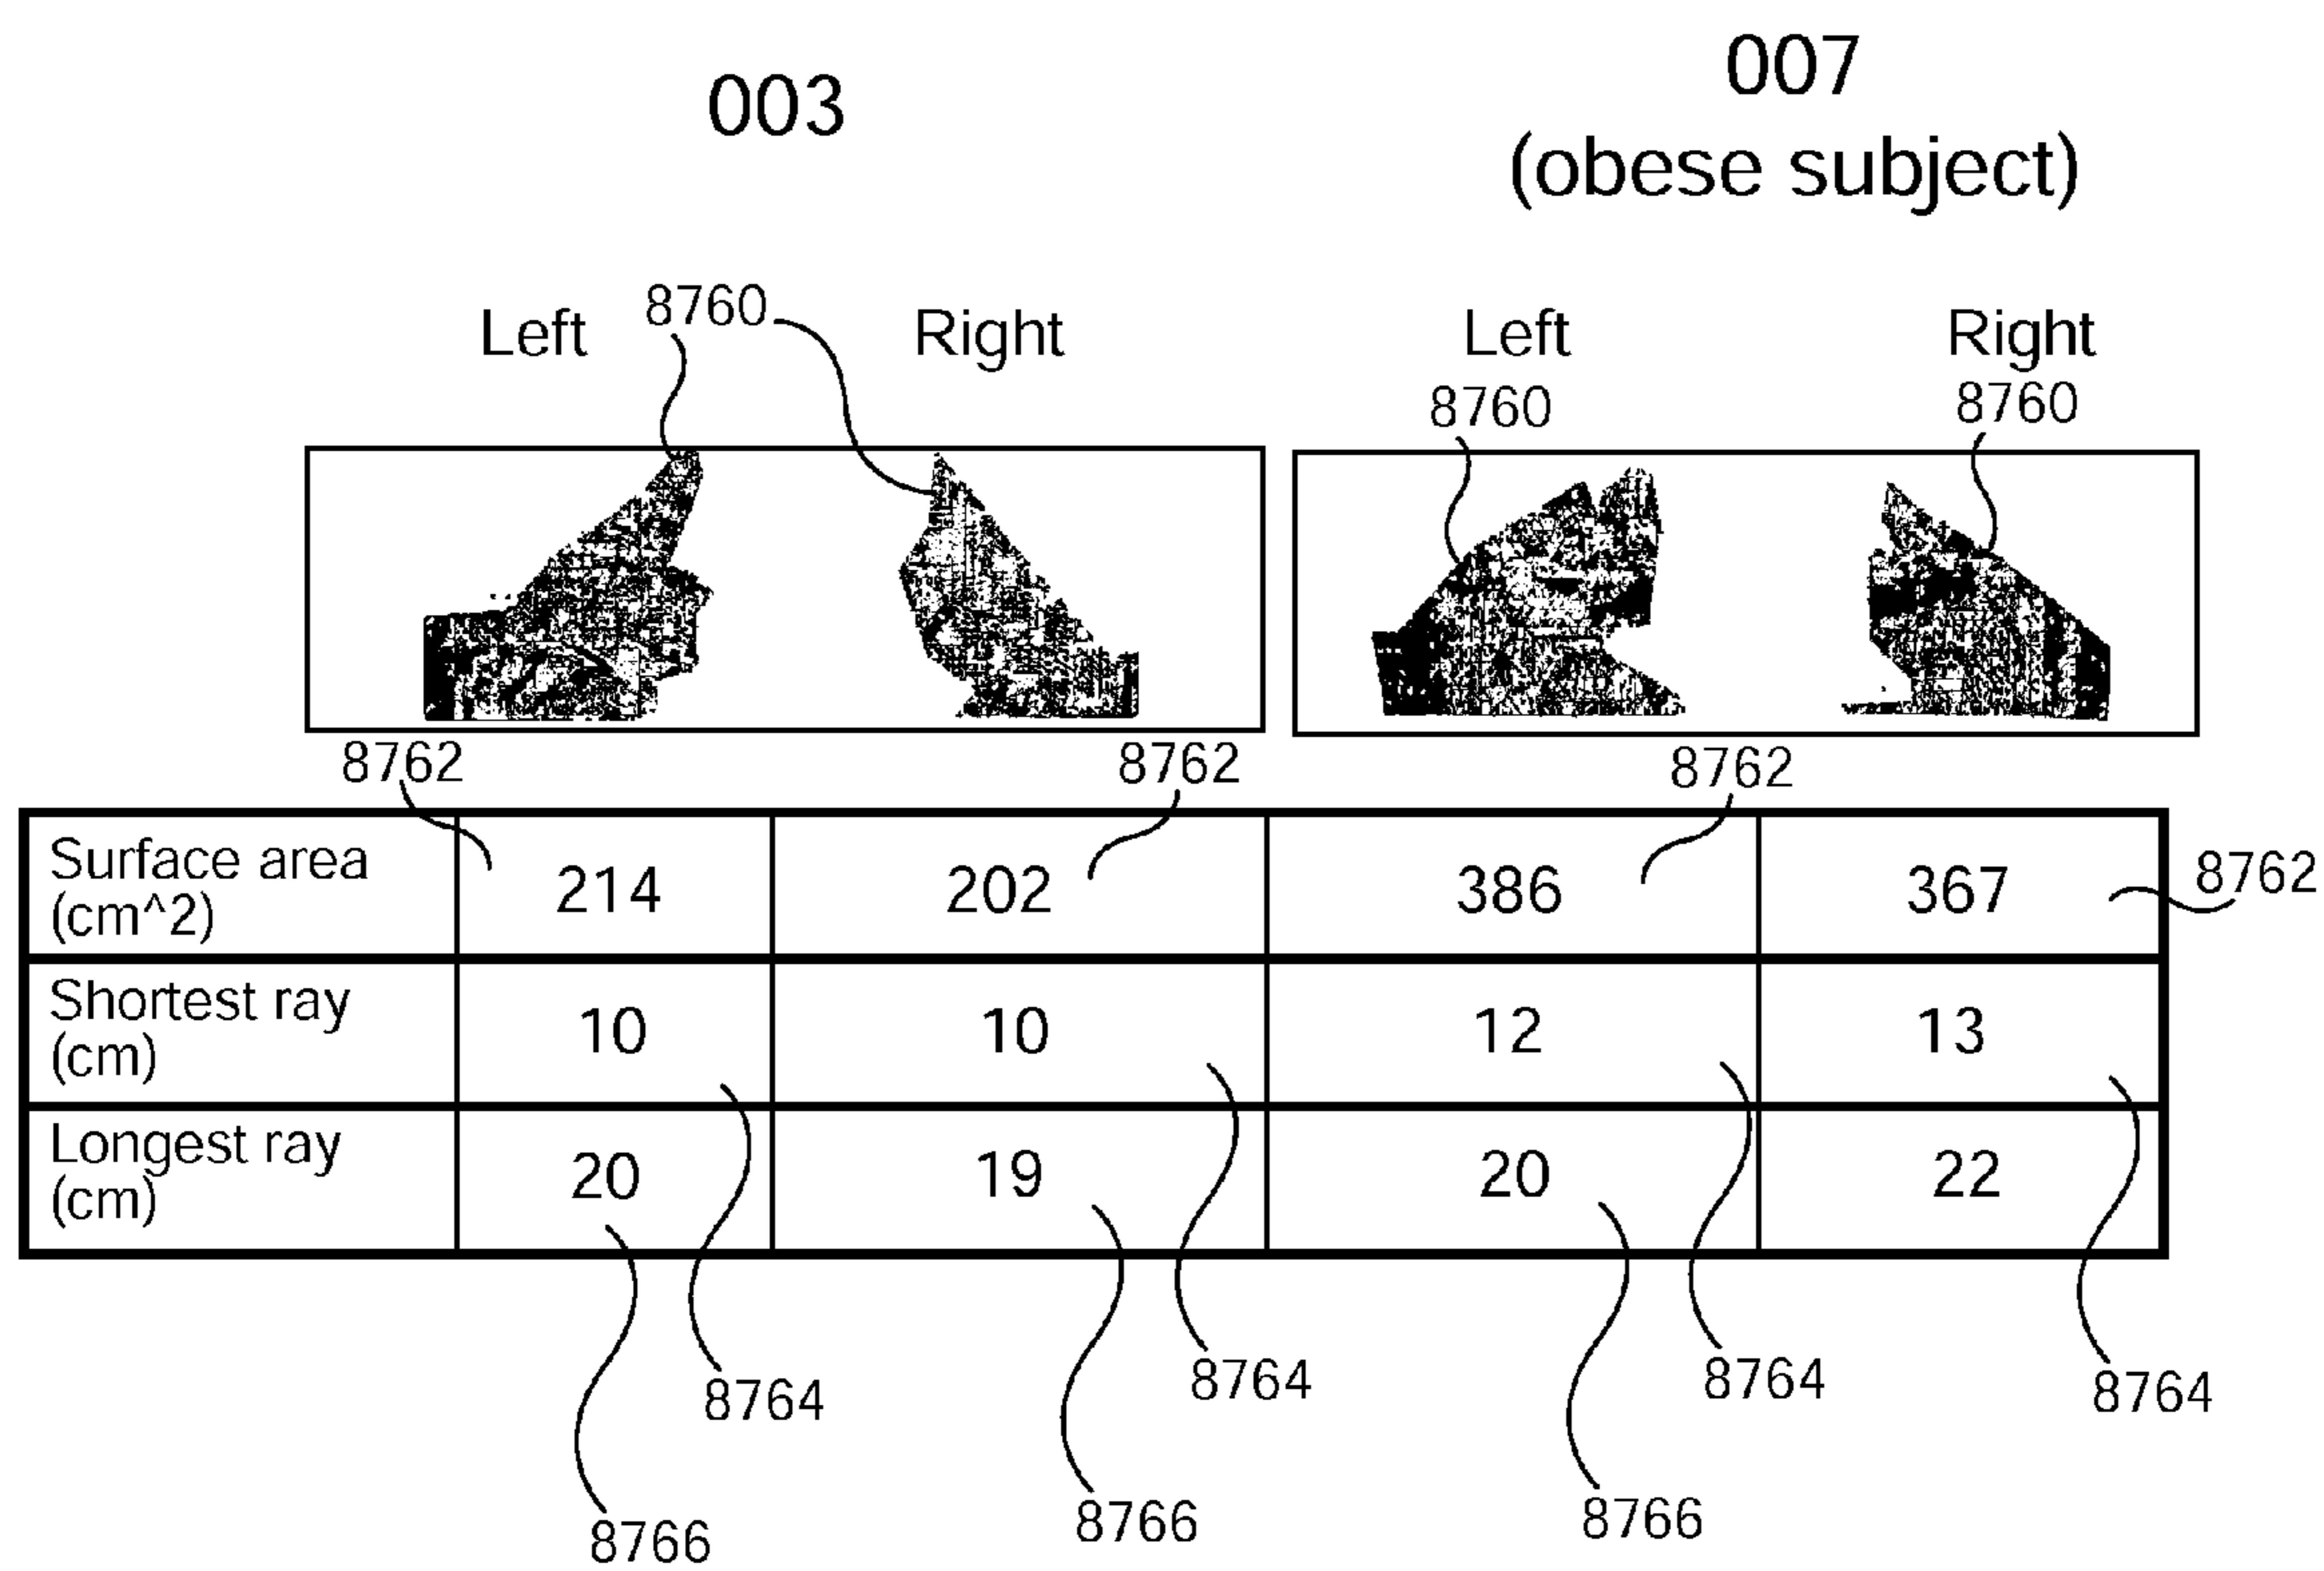 003
007
(obese subject)
Left
8760
Right
Left
8760
Right
8760
8762
8762
8762
Surface area
(cm^2)
214
202
386
367
8762
Shortest ray
(cm)
10
10
12
13
Longest ray
(cm)
20
19
20
22
8764
8764
8764
8764
8766
8766
8766